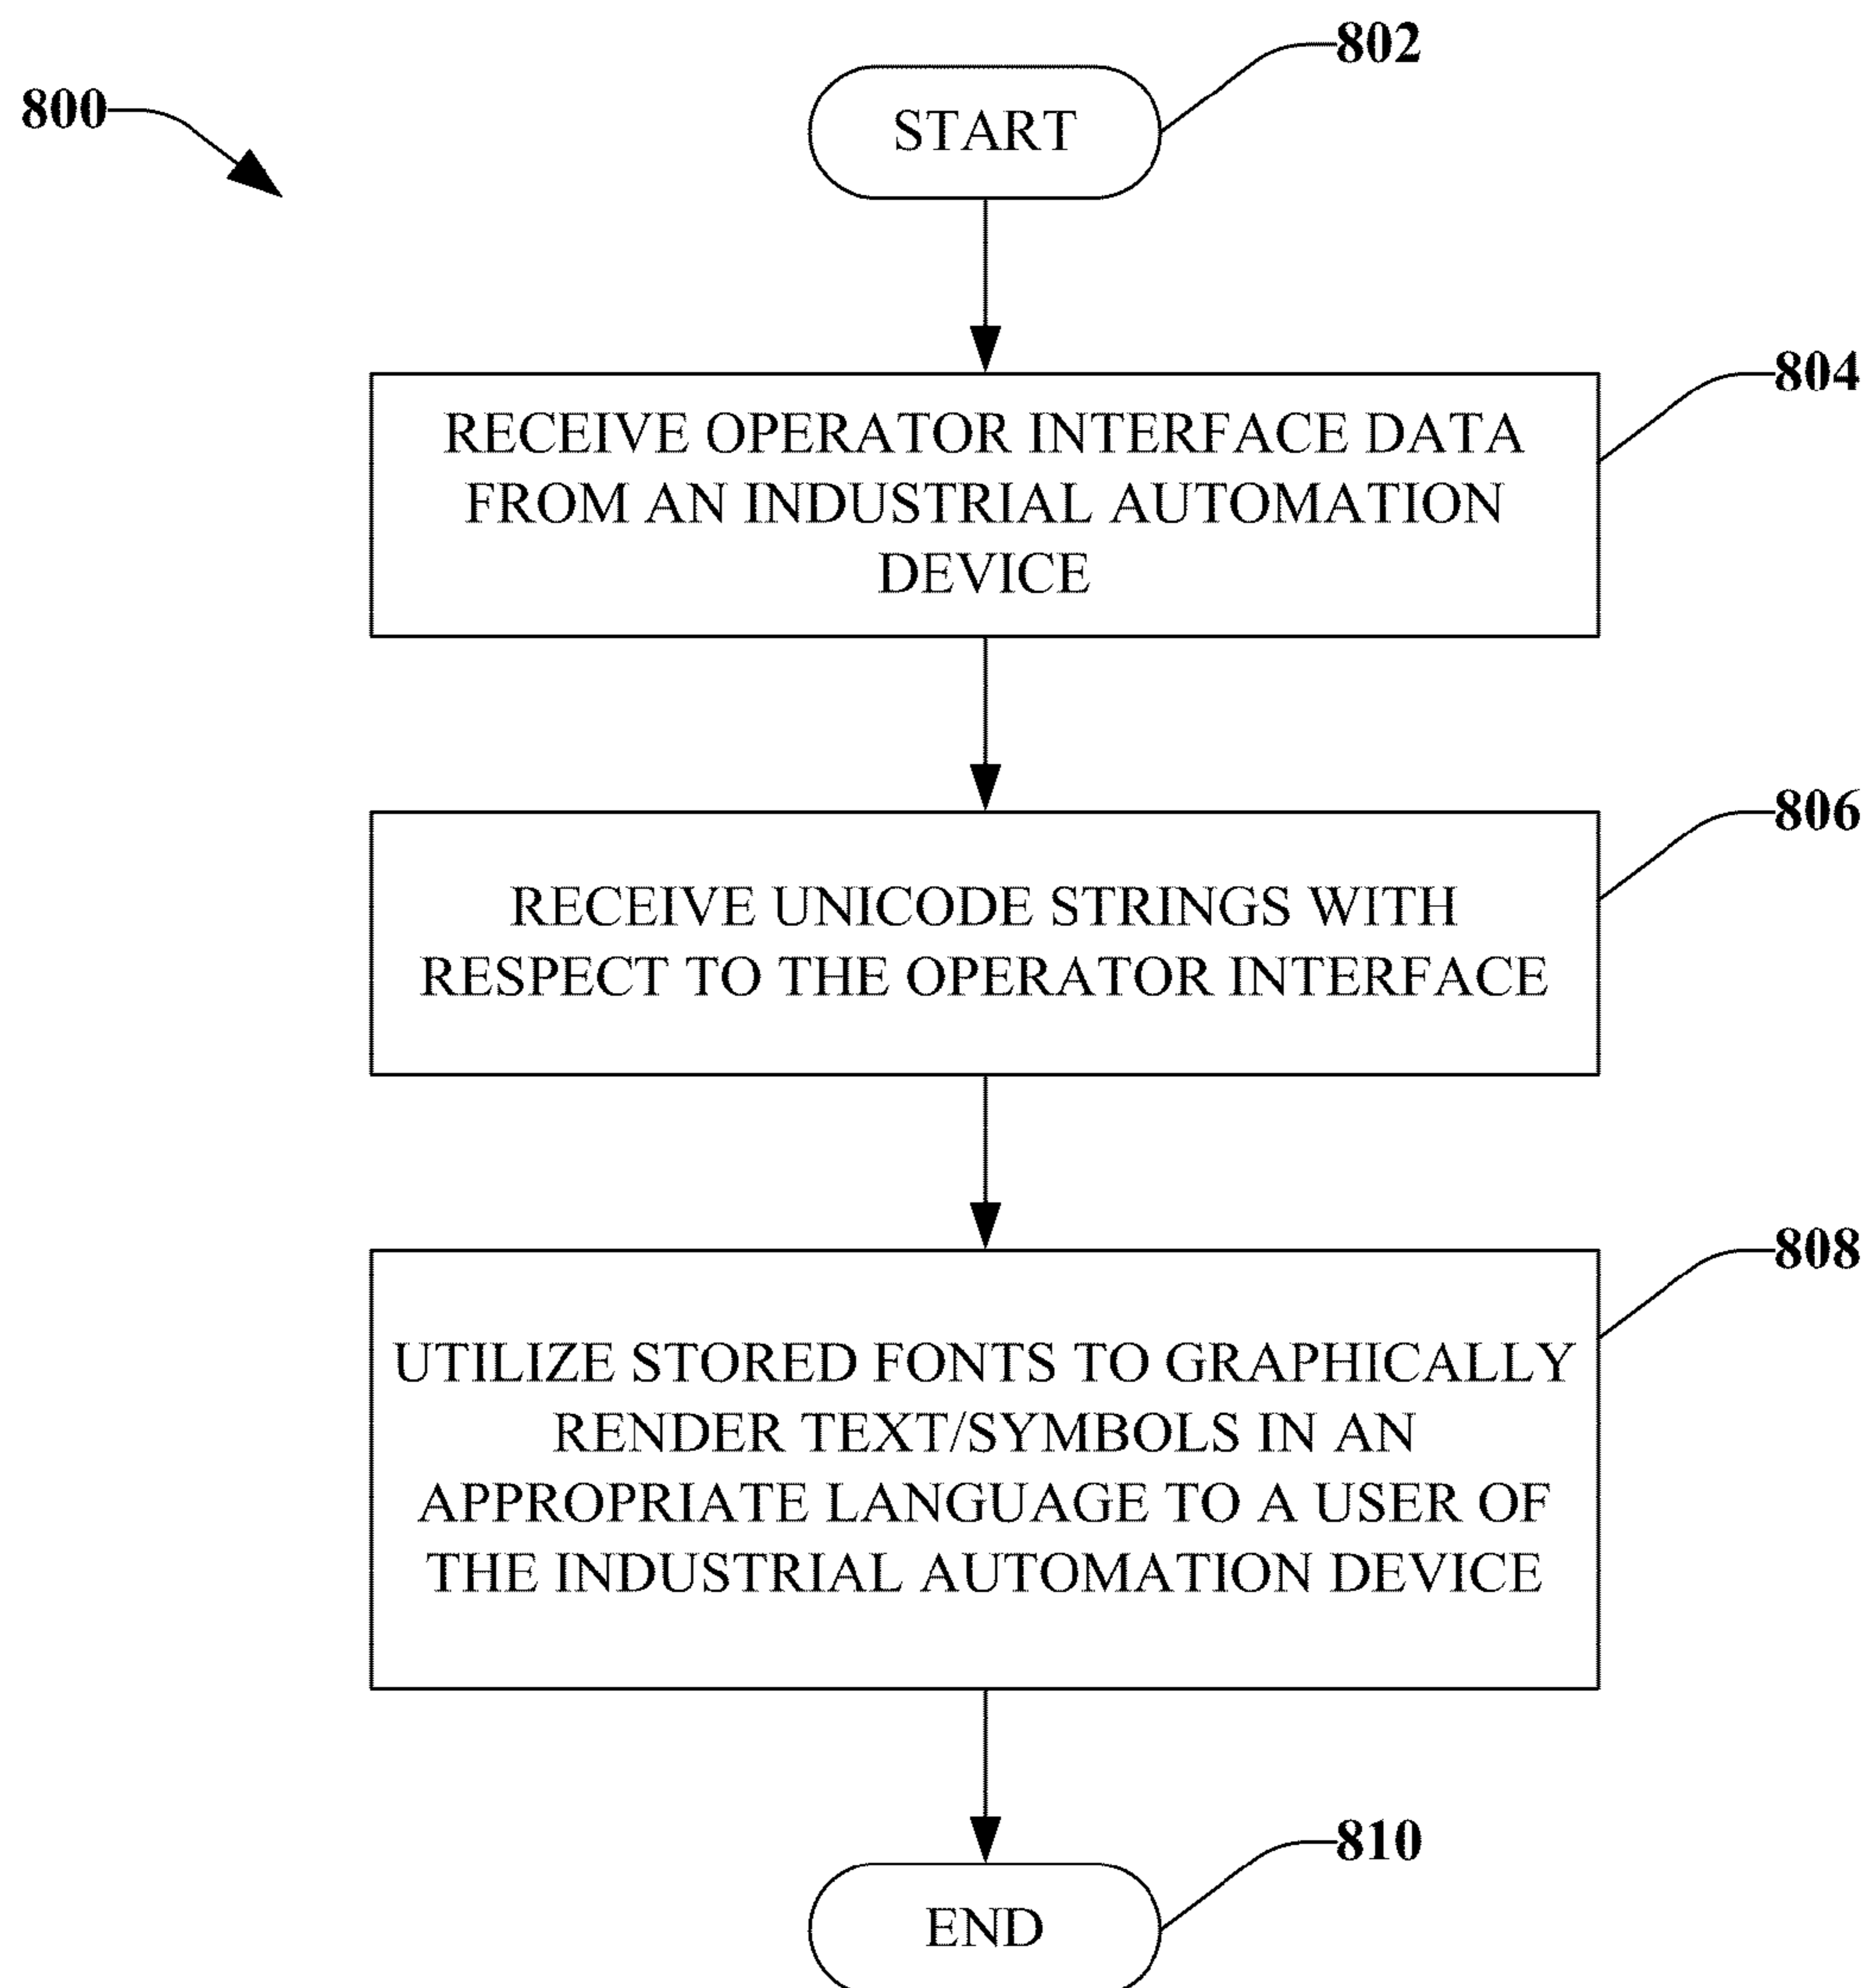 802
START
800
804
RECEIVE OPERATOR INTERFACE DATA
FROM AN INDUSTRIAL AUTOMATION
DEVICE
806
RECEIVE UNICODE STRINGS WITH
RESPECT TO THE OPERATOR INTERFACE
808
UTILIZE STORED FONTS TO GRAPHICALLY
RENDER TEXT/SYMBOLS IN AN
APPROPRIATE LANGUAGE TO A USER OF
THE INDUSTRIAL AUTOMATION DEVICE
810
END